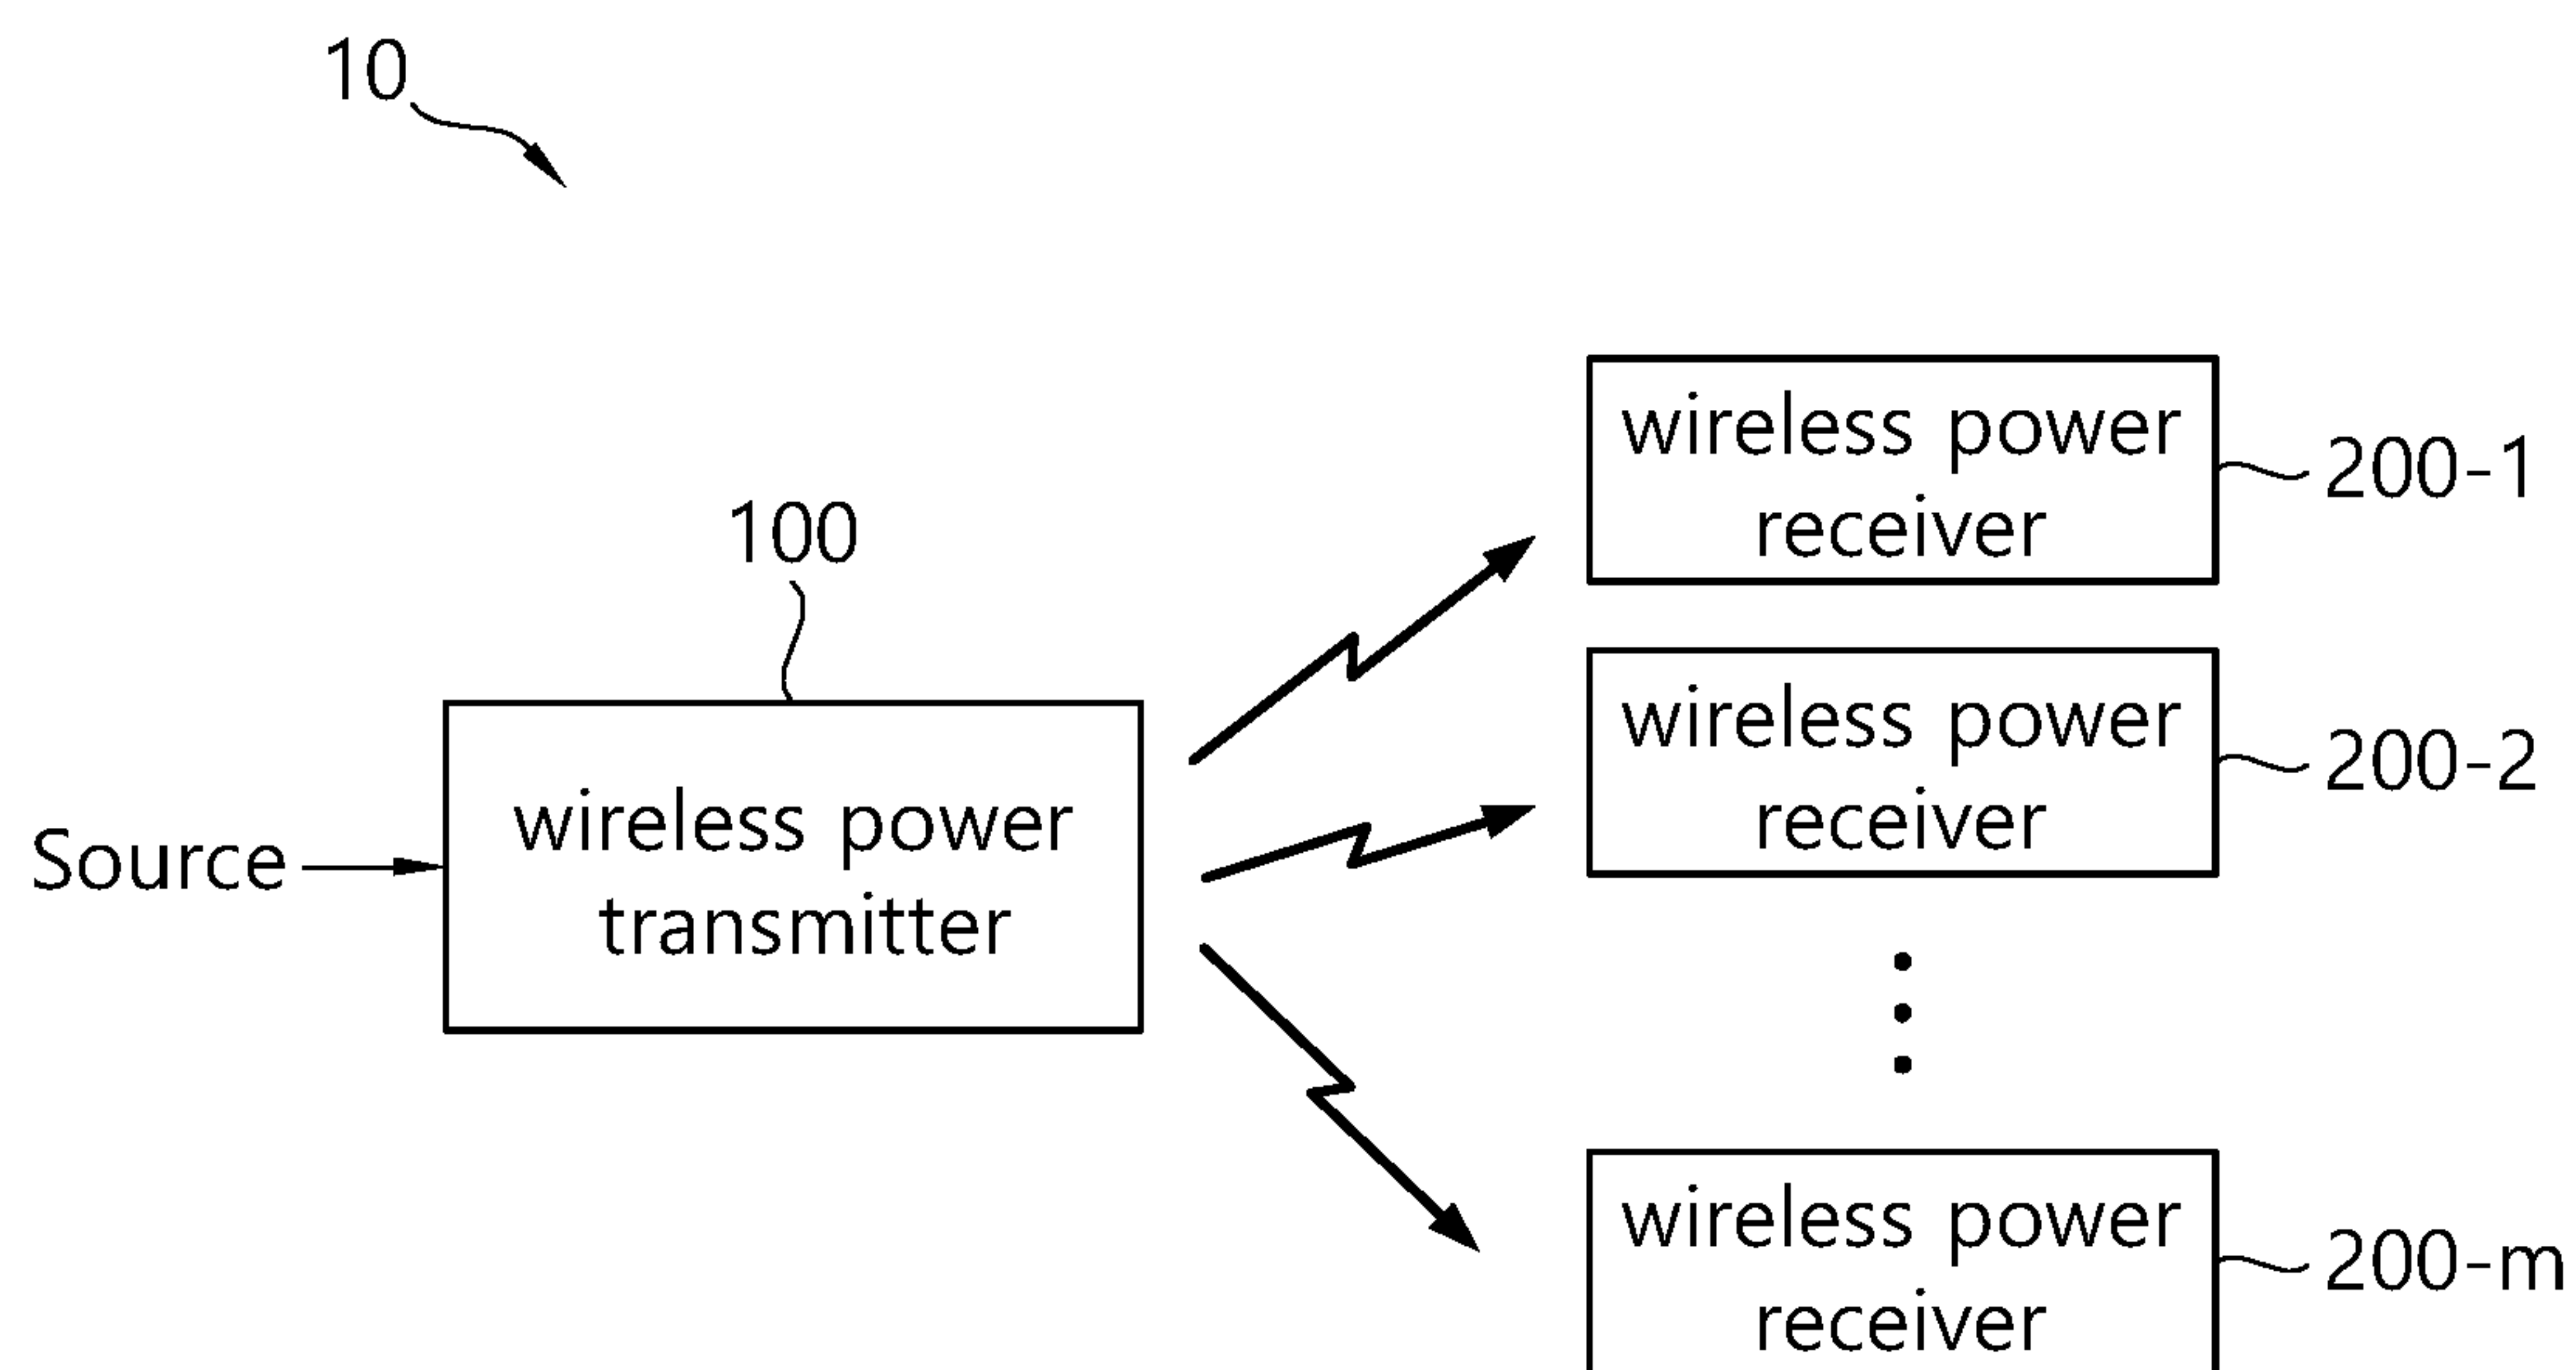 10
100
Source
wireless power
transmitter
wireless power
receiver
200-1
wireless power
receiver
200-2
wireless power
receiver
200-m